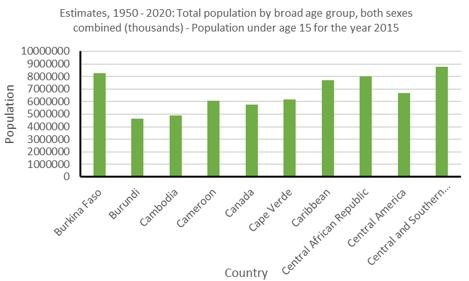 Estimates, 1950 - 2020: Total population by broad age group, both sexes
combined (thousands) - Population under age 15 for the year 2015
Population
10000000
9000000
8000000
7000000
6000000
5000000
4000000
3000000
2000000
1000000
0
Burkina Faso
Burundi
Cambodia
Cameroon
Canada
Cape Verde
Caribbean
Central African Republic
Central America
Central and Southern...
Country